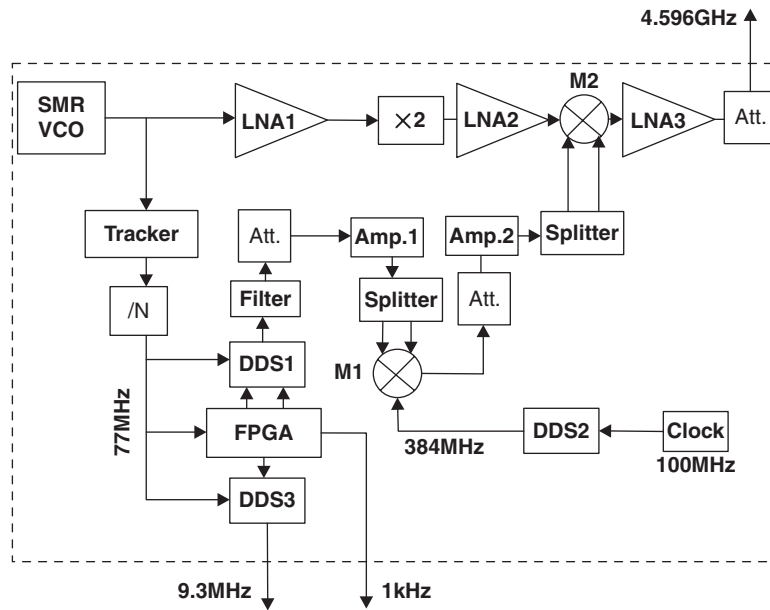 4.596GHz
M2
SMR
VCO
LNA1
×2
LNA2
LNA3
Att.
Tracker
Att.
Amp.1
Amp.2
Splitter
/N
Filter
Splitter
Att.
DDS1
M1
77MHz
FPGA
384MHz
DDS2
Clock
100MHz
DDS3
9.3MHz
1kHz